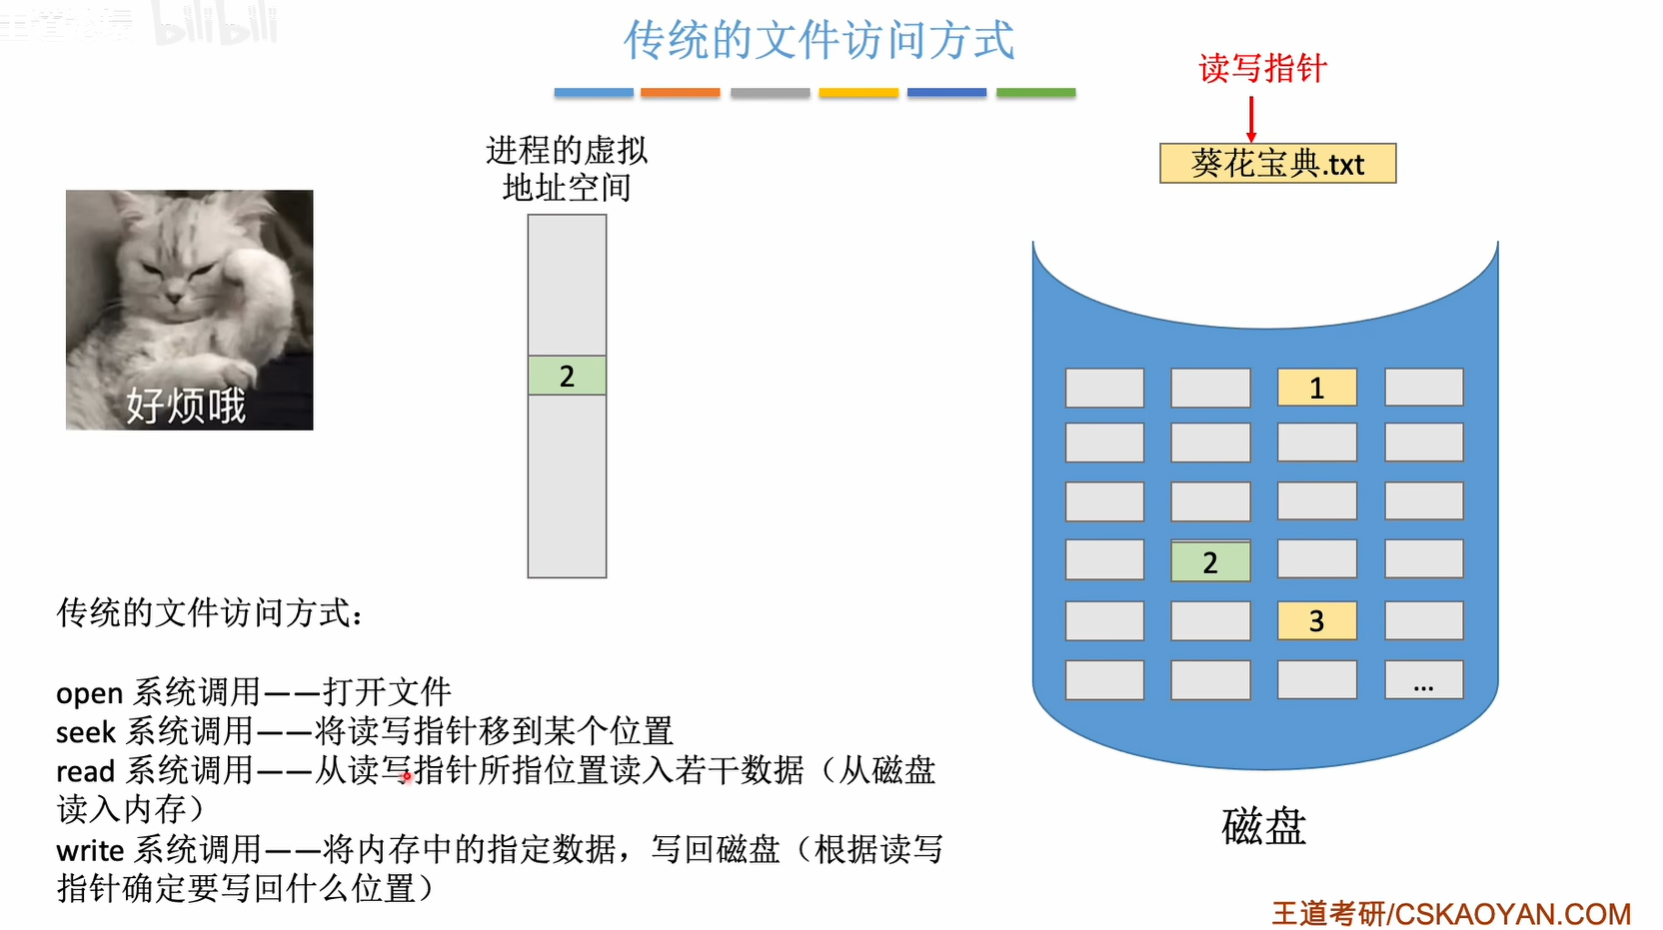 王道论坛
bilibili
传统的文件访问方式
读写指针
葵花宝典.txt
进程的虚拟
地址空间
2
好烦哦
1
2
3
...
磁盘
传统的文件访问方式：
open 系统调用——打开文件
seek 系统调用——将读写指针移到某个位置
read 系统调用——从读写指针所指位置读入若干数据（从磁盘
读入内存）
write 系统调用——将内存中的指定数据，写回磁盘（根据读写
指针确定要写回什么位置）
王道考研/CSKAOYAN.COM